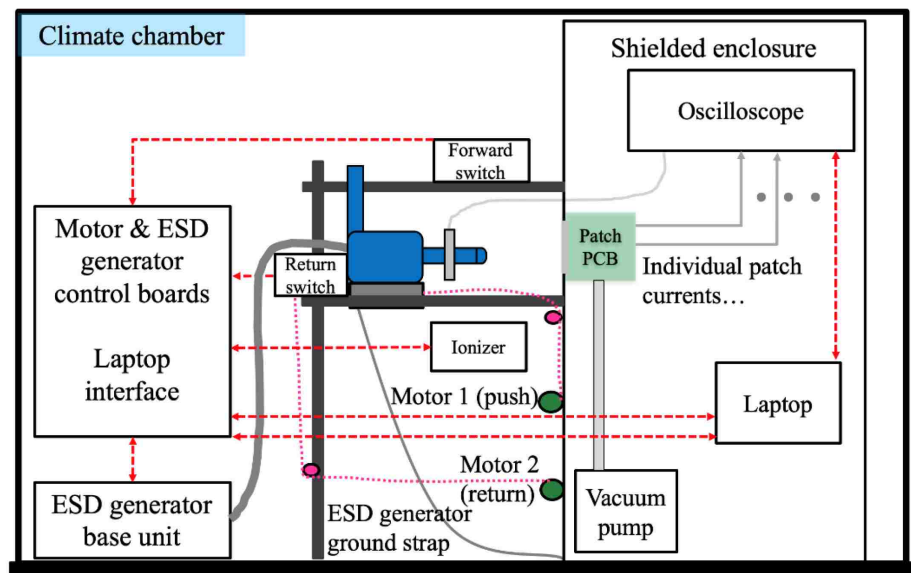 Climate chamber
Shielded enclosure
Oscilloscope
Forward
switch
Motor & ESD
generator
control boards
Laptop
interface
Return
switch
Patch
PCB
Individual patch
currents…
Ionizer
Motor 1 (push)
Laptop
Motor 2
(return)
ESD generator
base unit
ESD generator
ground strap
Vacuum
pump